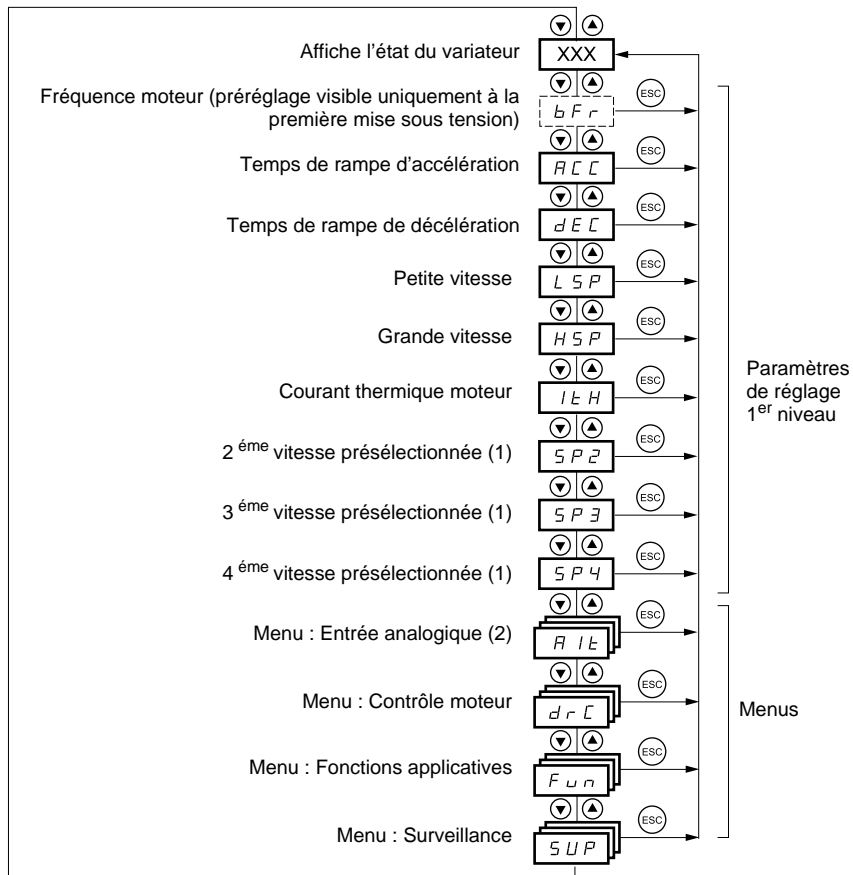 Affiche l'état du variateur
XXX
Fréquence moteur (préréglage visible uniquement à la
première mise sous tension)
bFr
ESC
Temps de rampe d'accélération
ACC
ESC
Temps de rampe de décélération
dEC
ESC
Petite vitesse
LSP
ESC
Grande vitesse
HSP
ESC
Courant thermique moteur
ItH
ESC
2 éme vitesse présélectionnée (1)
SP2
ESC
3 éme vitesse présélectionnée (1)
SP3
ESC
4 éme vitesse présélectionnée (1)
SP4
ESC
Paramètres
de réglage
1er niveau
Menu : Entrée analogique (2)
AIt
ESC
Menu : Contrôle moteur
drC
ESC
Menu : Fonctions applicatives
Fun
ESC
Menu : Surveillance
SUP
ESC
Menus